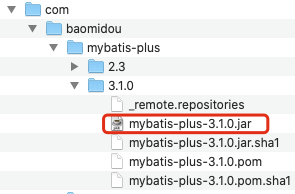 com
baomidou
mybatis-plus
2.3
3.1.0
_remote.repositories
mybatis-plus-3.1.0.jar
mybatis-plus-3.1.0.jar.sha1
mybatis-plus-3.1.0.pom
mybatis-plus-3.1.0.pom.sha1